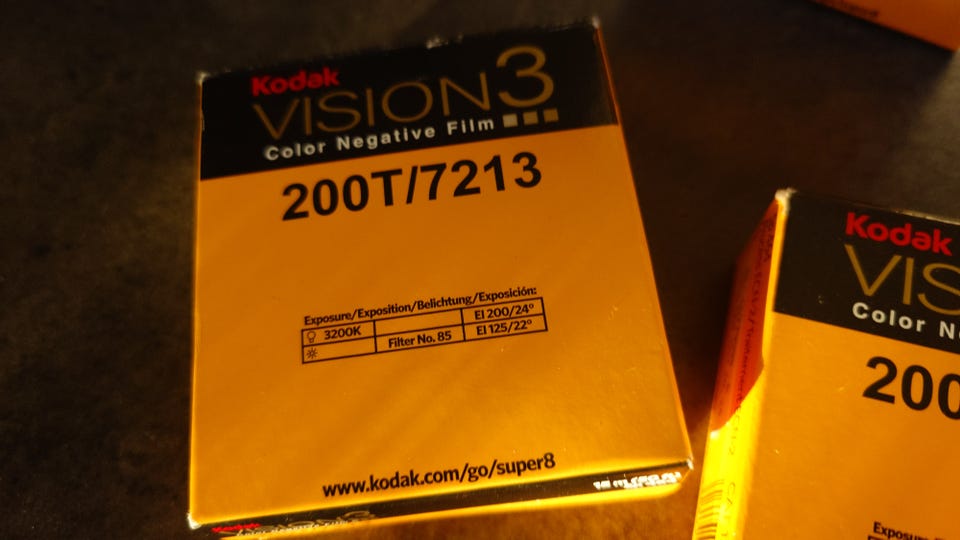 Kodak
VISION3
Color Negative Film
200T/7213
Exposure/Exposition/Belichtung/Exposición:
3200K EI 200/24°
Filter No. 85 EI 125/22°
www.kodak.com/go/super8
Kodak
VIS
Color N
200
Exposur